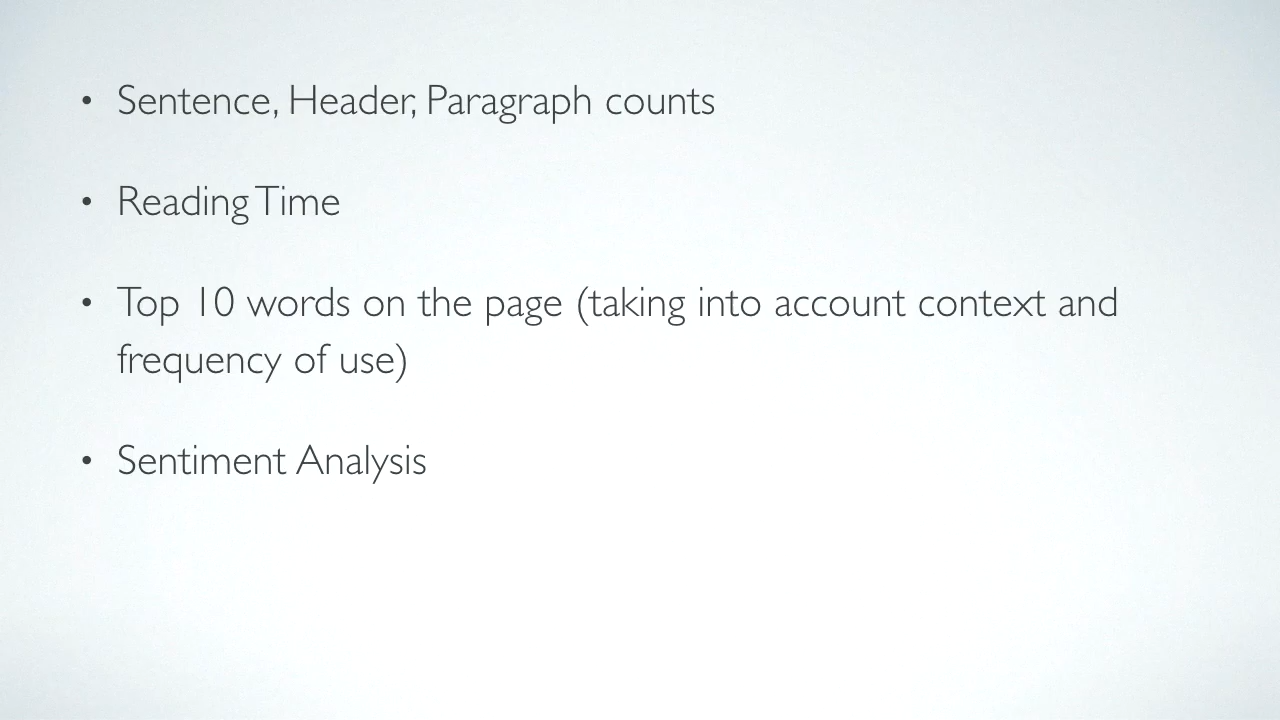 • Sentence, Header, Paragraph counts
• Reading Time
• Top 10 words on the page (taking into account context and
frequency of use)
• Sentiment Analysis